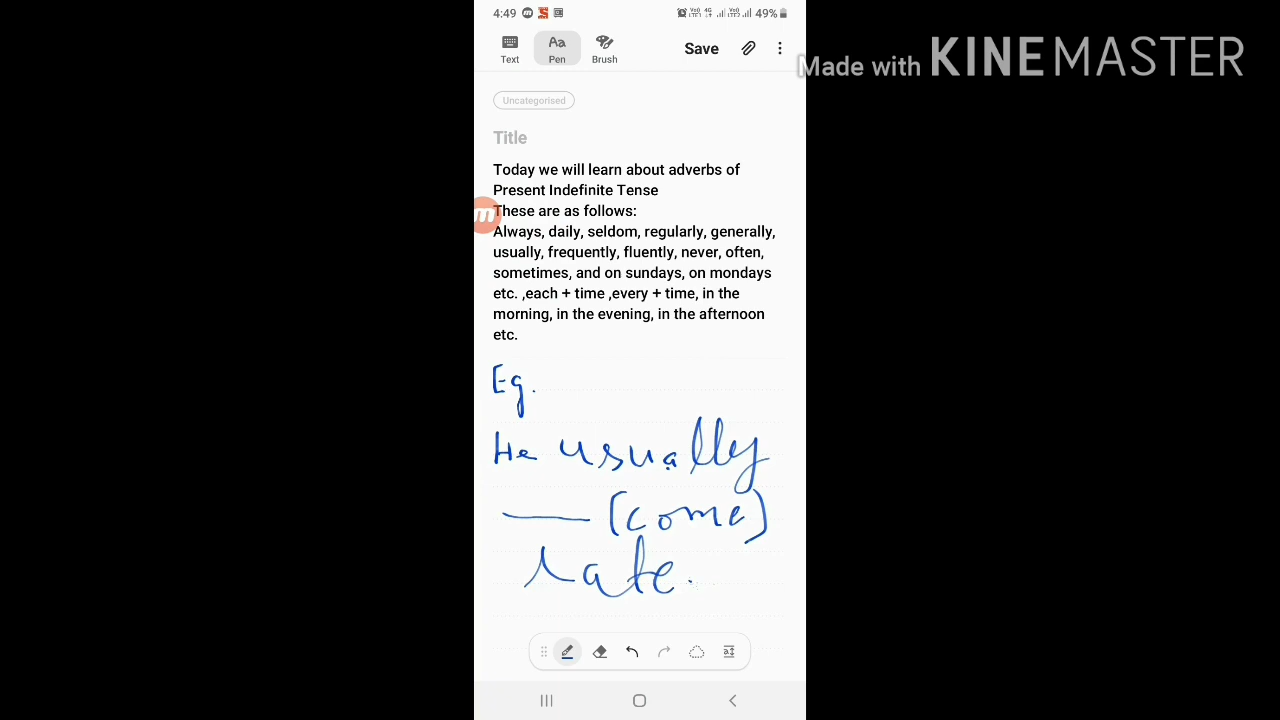 4:49 49%
Made with KINEMASTER
Text Pen Brush Save
Uncategorised
Title
Today we will learn about adverbs of
Present Indefinite Tense
These are as follows:
Always, daily, seldom, regularly, generally,
usually, frequently, fluently, never, often,
sometimes, and on sundays, on mondays
etc. ,each + time ,every + time, in the
morning, in the evening, in the afternoon
etc.
Eg.
He usually
___ (come)
late.